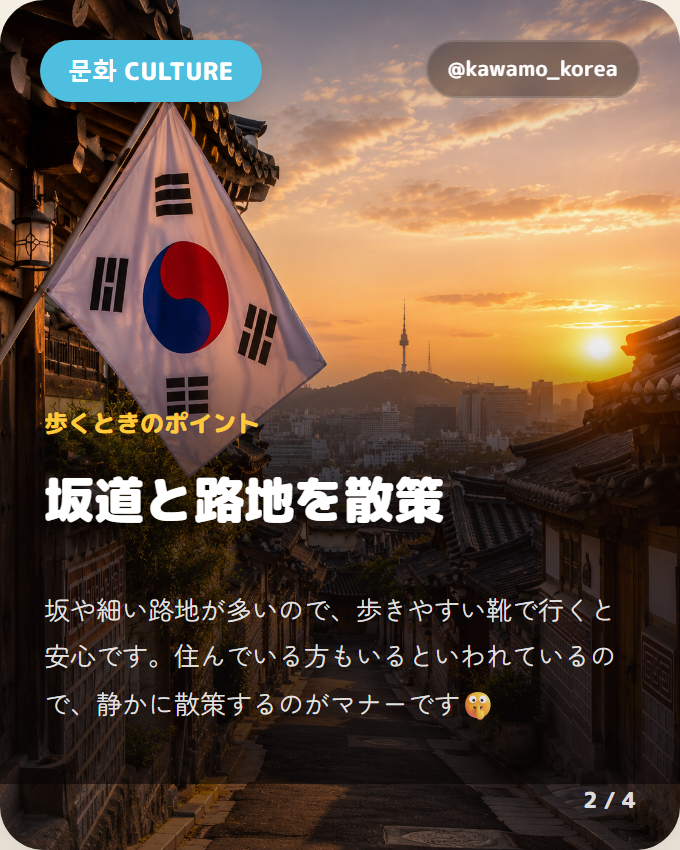 문화 CULTURE
@kawamo_korea
歩くときのポイント
坂道と路地を散策
坂や細い路地が多いので、歩きやすい靴で行くと
安心です。住んでいる方もいるといわれているの
で、静かに散策するのがマナーです🤫
2 / 4